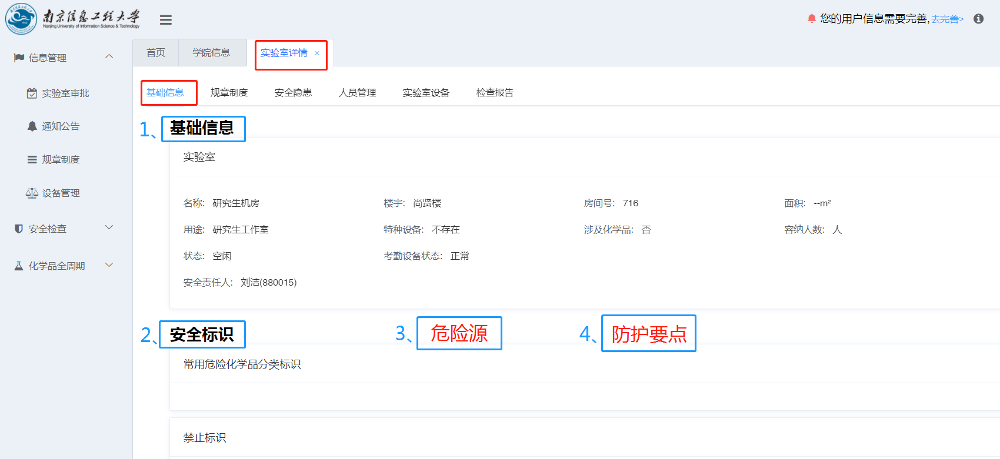 南京信息工程大学
Nanjing University of Information Science & Technology
您的用户信息需要完善,去完善>
信息管理
实验室审批
通知公告
规章制度
设备管理
安全检查
化学品全周期
首页 学院信息 实验室详情 ×
基础信息 规章制度 安全隐患 人员管理 实验室设备 检查报告
1、基础信息
实验室
名称: 研究生机房 楼宇: 尚贤楼 房间号: 716 面积: --m²
用途: 研究生工作室 特种设备: 不存在 涉及化学品: 否 容纳人数: 人
状态: 空闲 考勤设备状态: 正常
安全责任人: 刘洁(880015)
2、安全标识 3、危险源 4、防护要点
常用危险化学品分类标识
禁止标识